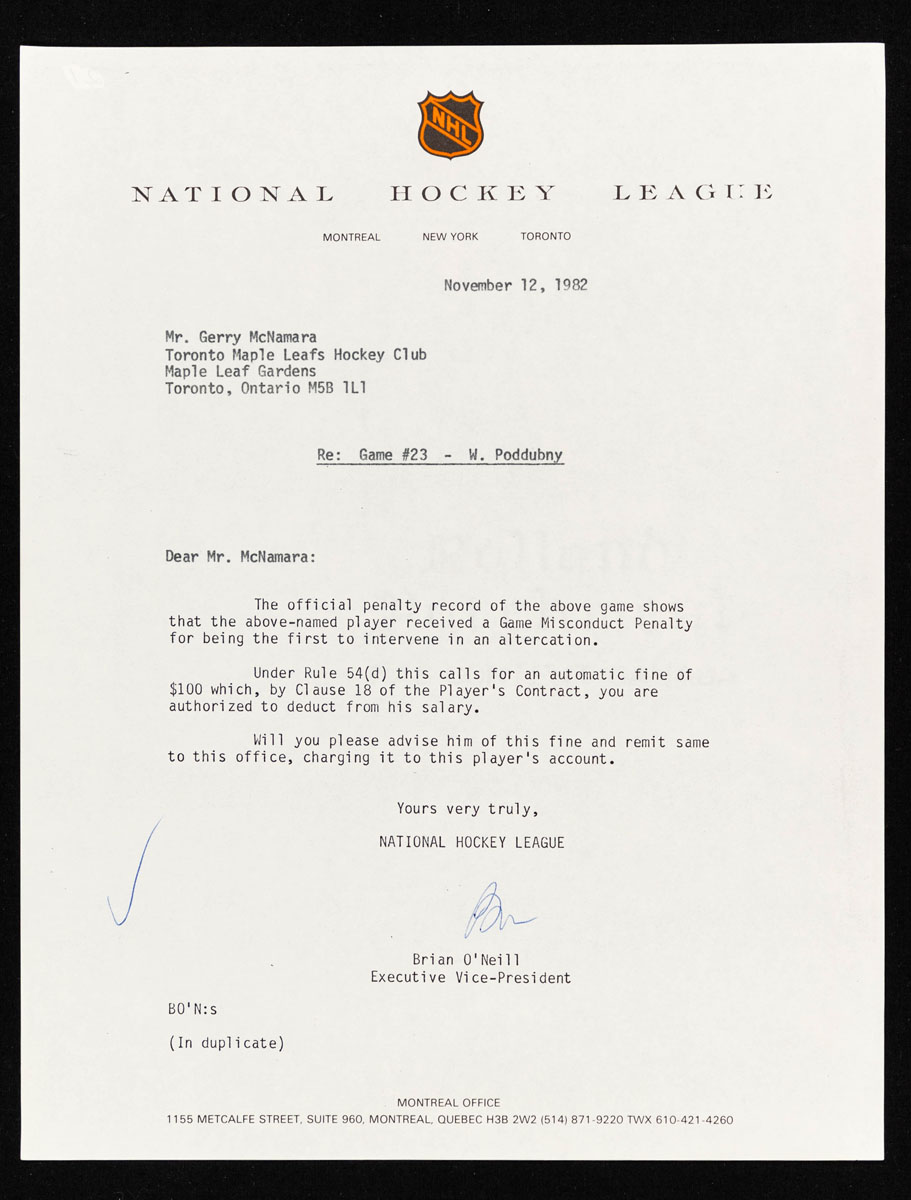 NHL
NATIONAL HOCKEY LEAGUE
MONTREAL NEW YORK TORONTO
November 12, 1982
Mr. Gerry McNamara
Toronto Maple Leafs Hockey Club
Maple Leaf Gardens
Toronto, Ontario M5B 1L1
Re: Game #23 - W. Poddubny
Dear Mr. McNamara:
The official penalty record of the above game shows
that the above-named player received a Game Misconduct Penalty
for being the first to intervene in an altercation.
Under Rule 54(d) this calls for an automatic fine of
$100 which, by Clause 18 of the Player's Contract, you are
authorized to deduct from his salary.
Will you please advise him of this fine and remit same
to this office, charging it to this player's account.
Yours very truly,
NATIONAL HOCKEY LEAGUE
Brian O'Neill
Executive Vice-President
BO'N:s
(In duplicate)
MONTREAL OFFICE
1155 METCALFE STREET, SUITE 960, MONTREAL, QUEBEC H3B 2W2 (514) 871-9220 TWX 610-421-4260